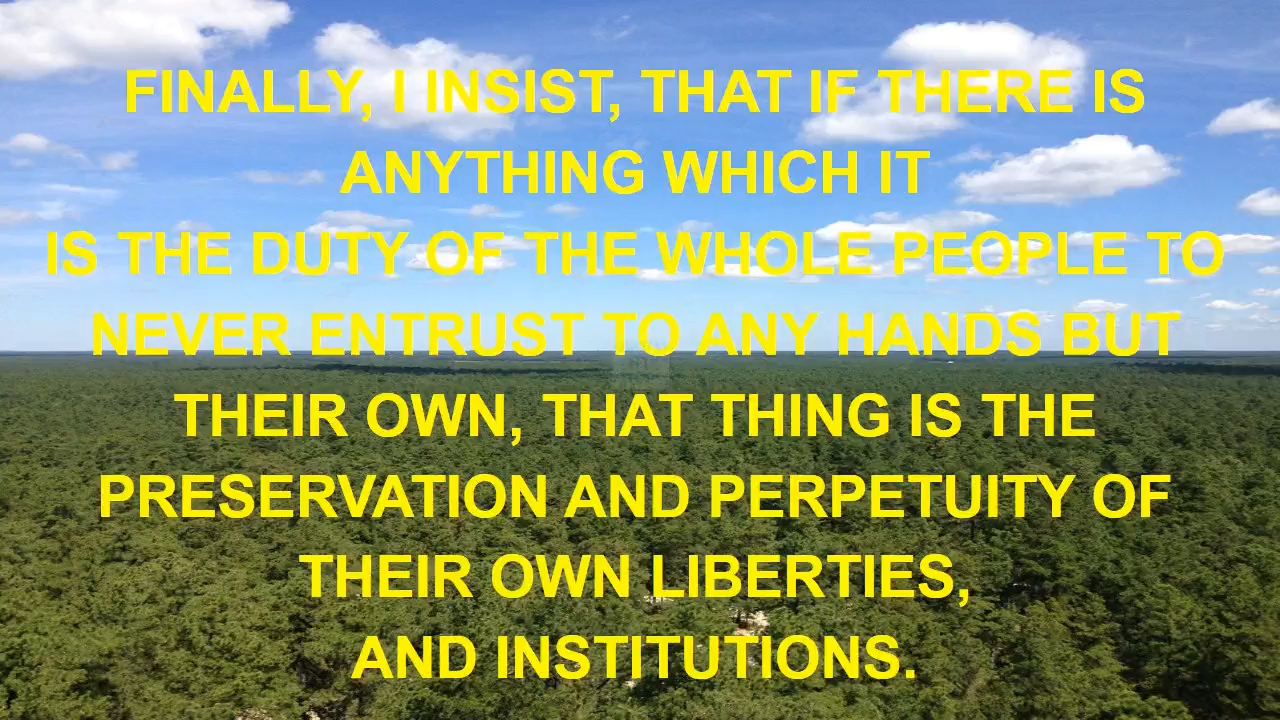 FINALLY, I INSIST, THAT IF THERE IS
ANYTHING WHICH IT
IS THE DUTY OF THE WHOLE PEOPLE TO
NEVER ENTRUST TO ANY HANDS BUT
THEIR OWN, THAT THING IS THE
PRESERVATION AND PERPETUITY OF
THEIR OWN LIBERTIES,
AND INSTITUTIONS.